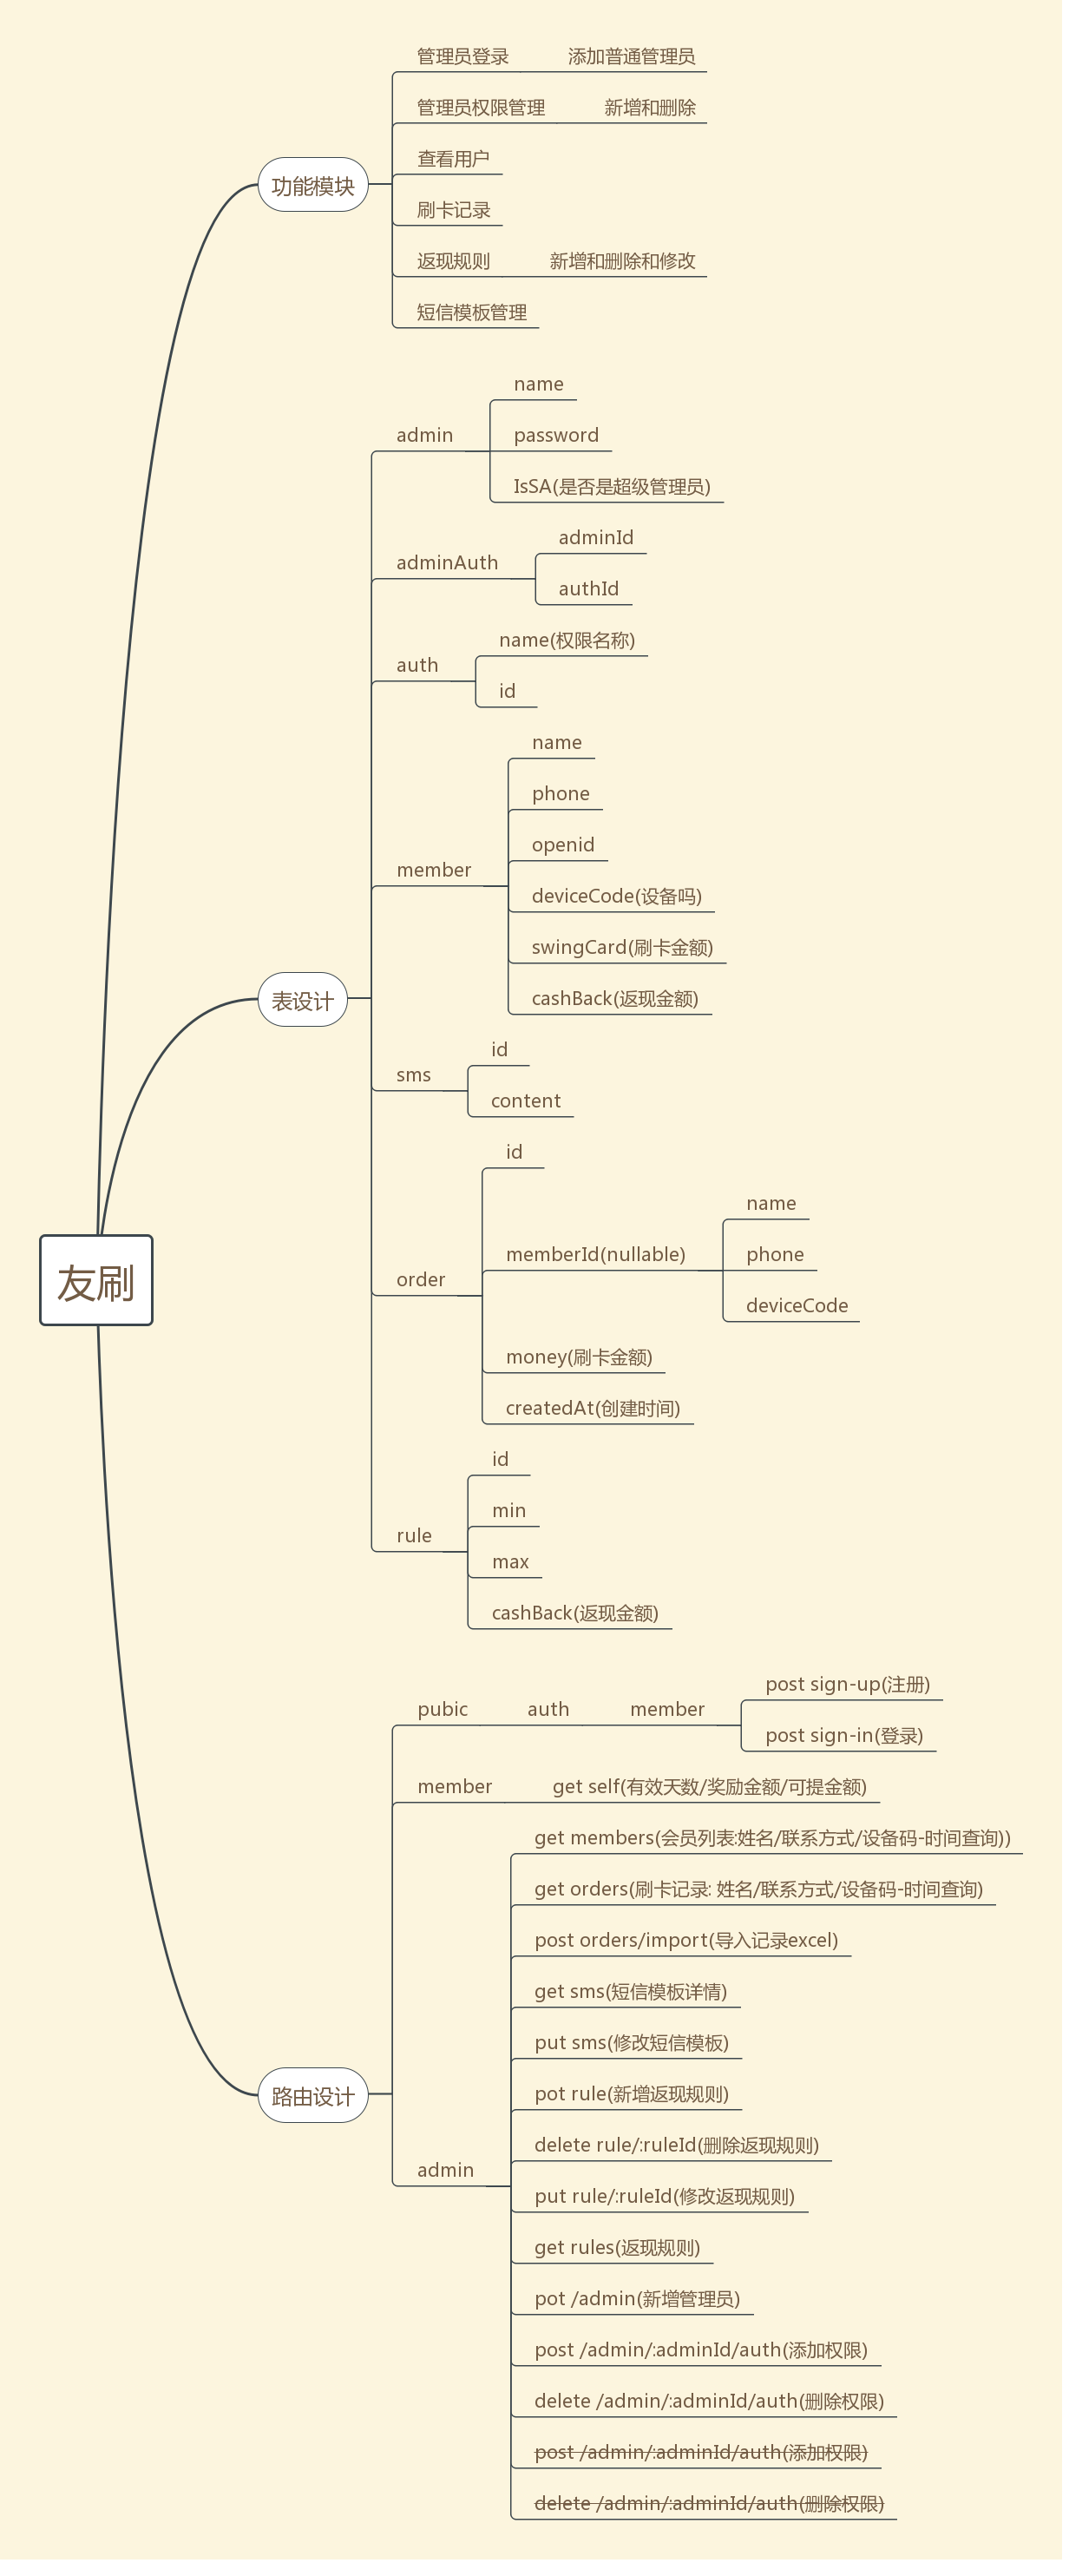 友刷
功能模块
管理员登录
添加普通管理员
管理员权限管理
新增和删除
查看用户
刷卡记录
返现规则
新增和删除和修改
短信模板管理
表设计
admin
name
password
IsSA(是否是超级管理员)
adminAuth
adminId
authId
auth
name(权限名称)
id
member
name
phone
openid
deviceCode(设备吗)
swingCard(刷卡金额)
cashBack(返现金额)
sms
id
content
order
id
memberId(nullable)
name
phone
deviceCode
money(刷卡金额)
createdAt(创建时间)
rule
id
min
max
cashBack(返现金额)
路由设计
pubic
auth
member
post sign-up(注册)
post sign-in(登录)
member
get self(有效天数/奖励金额/可提金额)
admin
get members(会员列表:姓名/联系方式/设备码-时间查询))
get orders(刷卡记录: 姓名/联系方式/设备码-时间查询)
post orders/import(导入记录excel)
get sms(短信模板详情)
put sms(修改短信模板)
pot rule(新增返现规则)
delete rule/:ruleId(删除返现规则)
put rule/:ruleId(修改返现规则)
get rules(返现规则)
pot /admin(新增管理员)
post /admin/:adminId/auth(添加权限)
delete /admin/:adminId/auth(删除权限)
post /admin/:adminId/auth(添加权限)
delete /admin/:adminId/auth(删除权限)